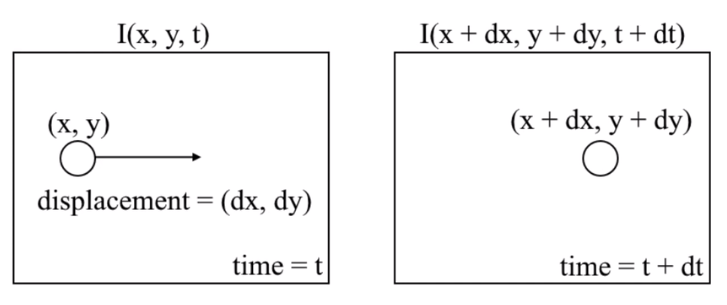 I(x, y, t)
(x, y)
displacement = (dx, dy)
time = t
I(x + dx, y + dy, t + dt)
(x + dx, y + dy)
time = t + dt